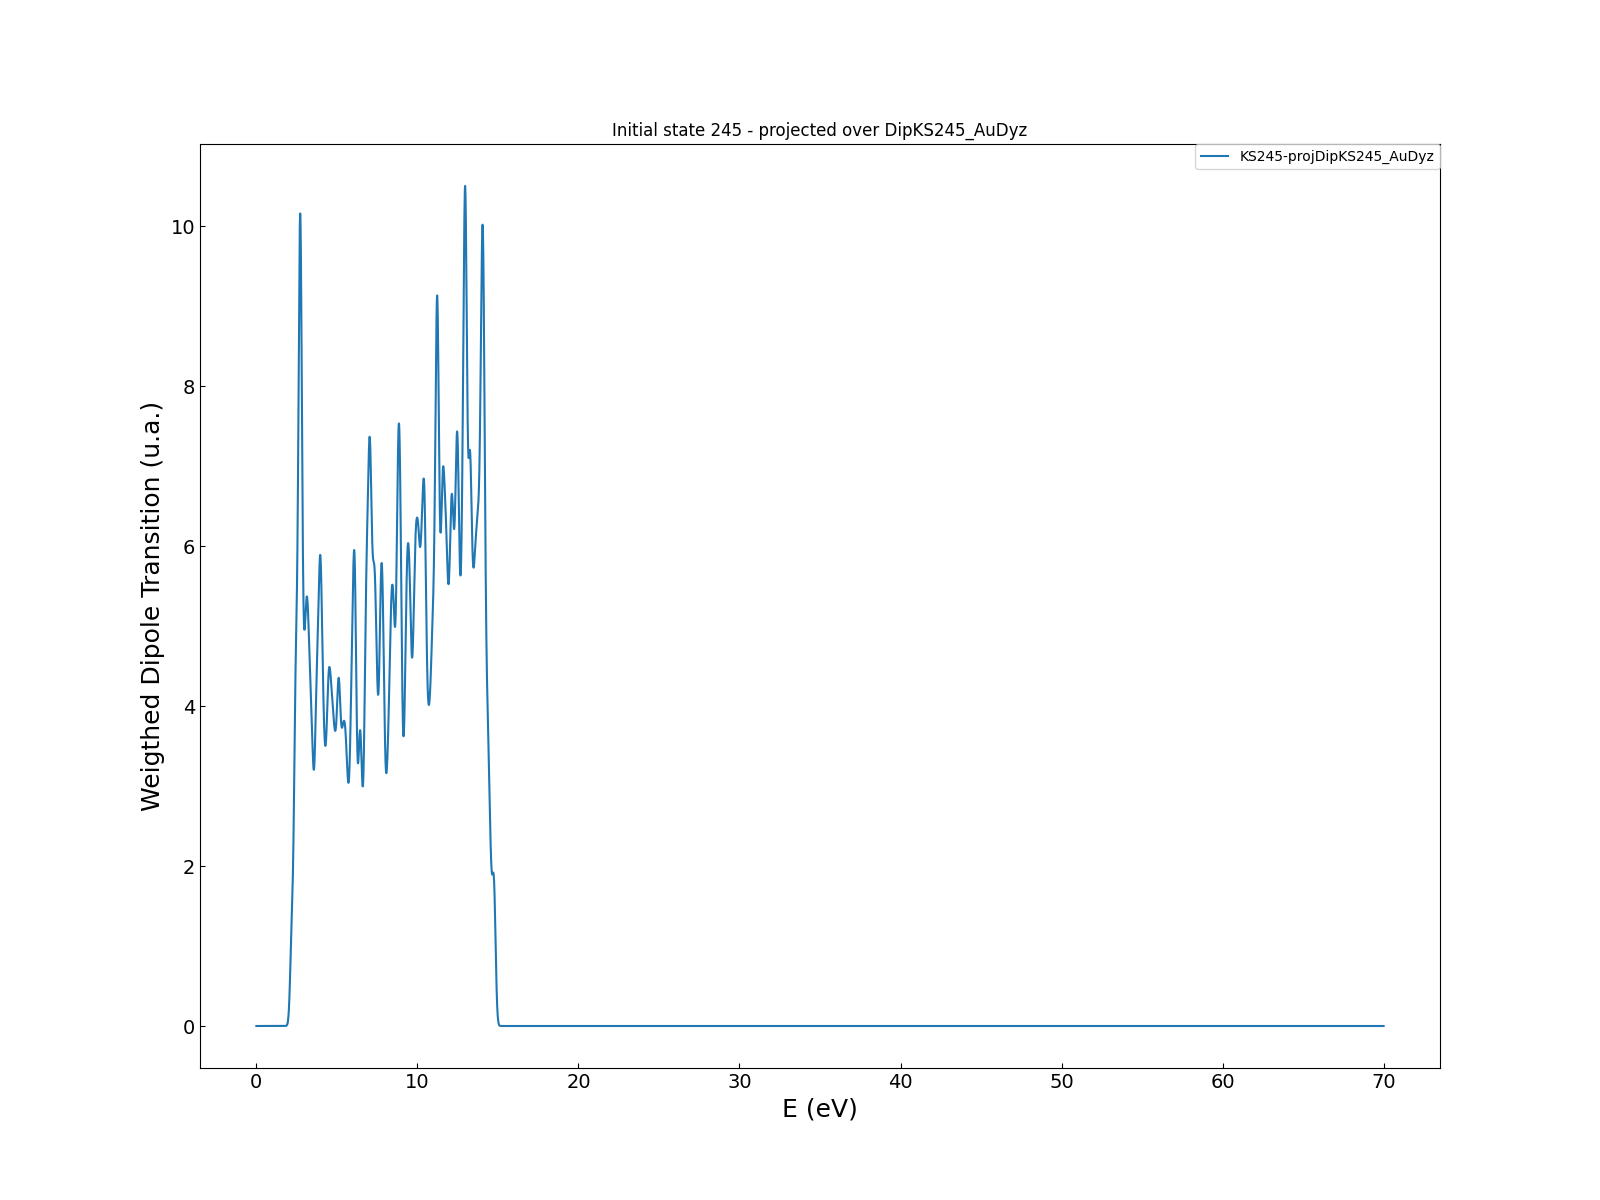 Initial state 245 - projected over DipKS245_AuDyz
KS245-projDipKS245_AuDyz
Weigthed Dipole Transition (u.a.)
10
8
6
4
2
0
0 10 20 30 40 50 60 70
E (eV)